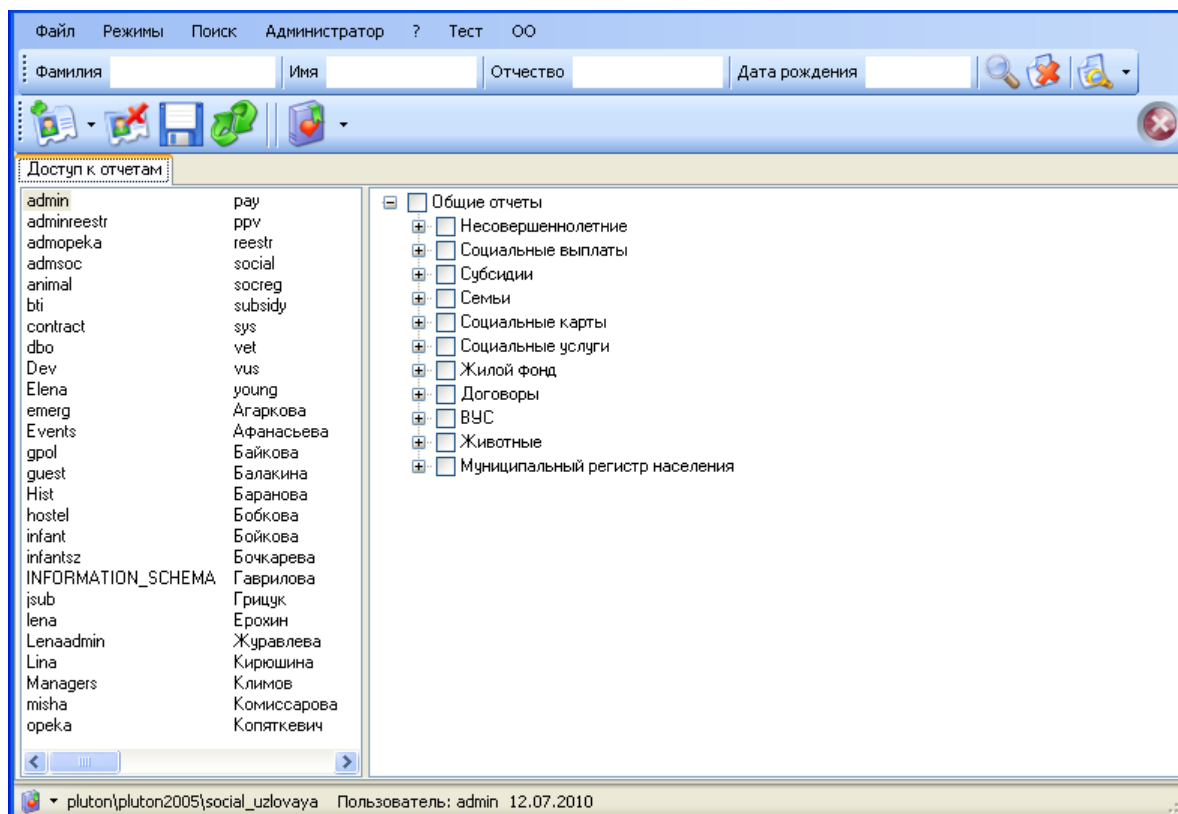 Файл Режимы Поиск Администратор ? Тест ОО
Фамилия Имя Отчество Дата рождения
Доступ к отчетам
admin
adminreestr
admopeka
admsoc
animal
bti
contract
dbo
Dev
Elena
emerg
Events
gpol
guest
Hist
hostel
infant
infantsz
INFORMATION_SCHEMA
jsub
lena
Lenaadmin
Lina
Managers
misha
opeka
pay
ppv
reestr
social
socreg
subsidy
sys
vet
vus
young
Агаркова
Афанасьева
Байкова
Балакина
Баранова
Бобкова
Бойкова
Бочкарева
Гаврилова
Грицук
Ерохин
Журавлева
Кирюшина
Климов
Комиссарова
Копяткевич
Общие отчеты
Несовершеннолетние
Социальные выплаты
Субсидии
Семьи
Социальные карты
Социальные услуги
Жилой фонд
Договоры
ВУС
Животные
Муниципальный регистр населения
pluton\pluton2005\social_uzlovaya Пользователь: admin 12.07.2010